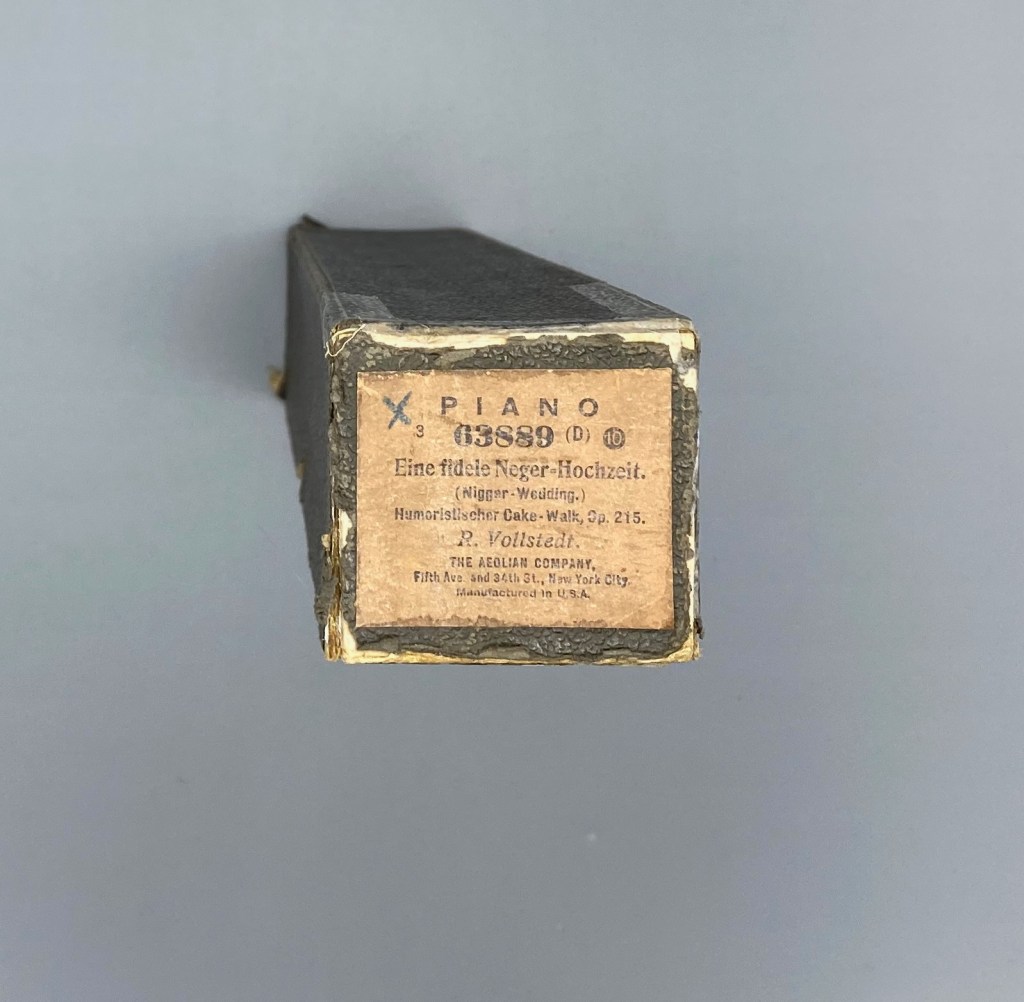 X
PIANO
3 63889 (D) 10
Eine fidele Neger-Hochzeit.
(Nigger-Wedding.)
Humoristischer Cake-Walk, Op. 215.
R. Vollstedt.
THE AEOLIAN COMPANY,
Fifth Ave. and 34th St., New York City.
Manufactured in U.S.A.